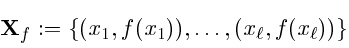 X_f := {(x_1, f(x_1)), . . . , (x_ℓ, f(x_ℓ))}